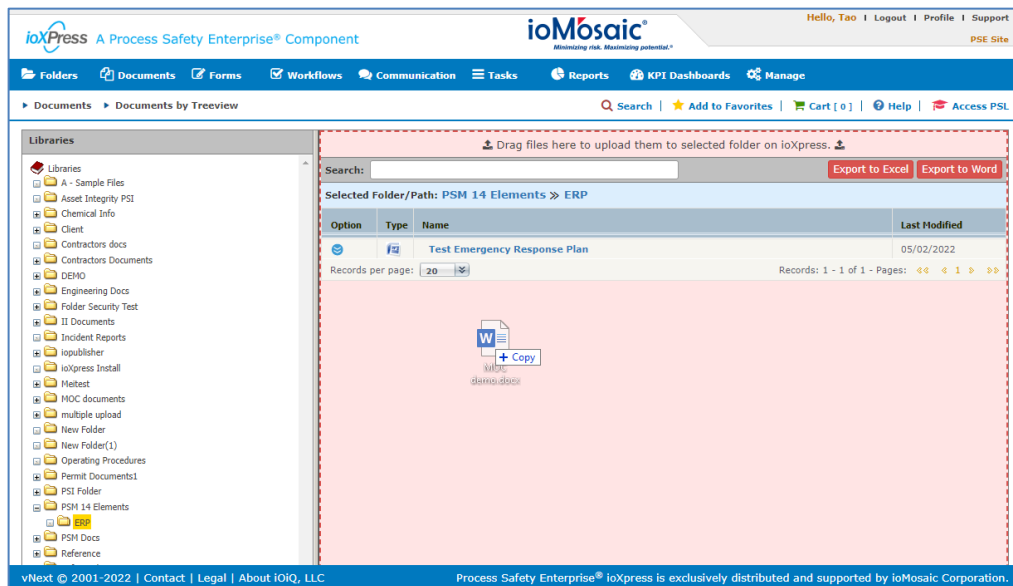 Hello, Tao | Logout | Profile | Support
ioXPress A Process Safety Enterprise® Component
ioMosaic®
Minimizing risk. Maximizing potential.®
PSE Site
Folders Documents Forms Workflows Communication Tasks Reports KPI Dashboards Manage
Documents Documents by Treeview
Search | Add to Favorites | Cart [ 0 ] | Help | Access PSL
Libraries
Libraries
A - Sample Files
Asset Integrity PSI
Chemical Info
Client
Contractors docs
Contractors Documents
DEMO
Engineering Docs
Folder Security Test
II Documents
Incident Reports
iopublisher
ioXpress Install
Meitest
MOC documents
multiple upload
New Folder
New Folder(1)
Operating Procedures
Permit Documents1
PSI Folder
PSM 14 Elements
ERP
PSM Docs
Reference
Drag files here to upload them to selected folder on ioXpress.
Search:
Export to Excel Export to Word
Selected Folder/Path: PSM 14 Elements » ERP
Option Type Name Last Modified
Test Emergency Response Plan 05/02/2022
Records per page: 20 Records: 1 - 1 of 1 - Pages: 1
W
+ Copy
MOC
demo.docx
vNext © 2001-2022 | Contact | Legal | About iOiQ, LLC
Process Safety Enterprise® ioXpress is exclusively distributed and supported by ioMosaic Corporation.